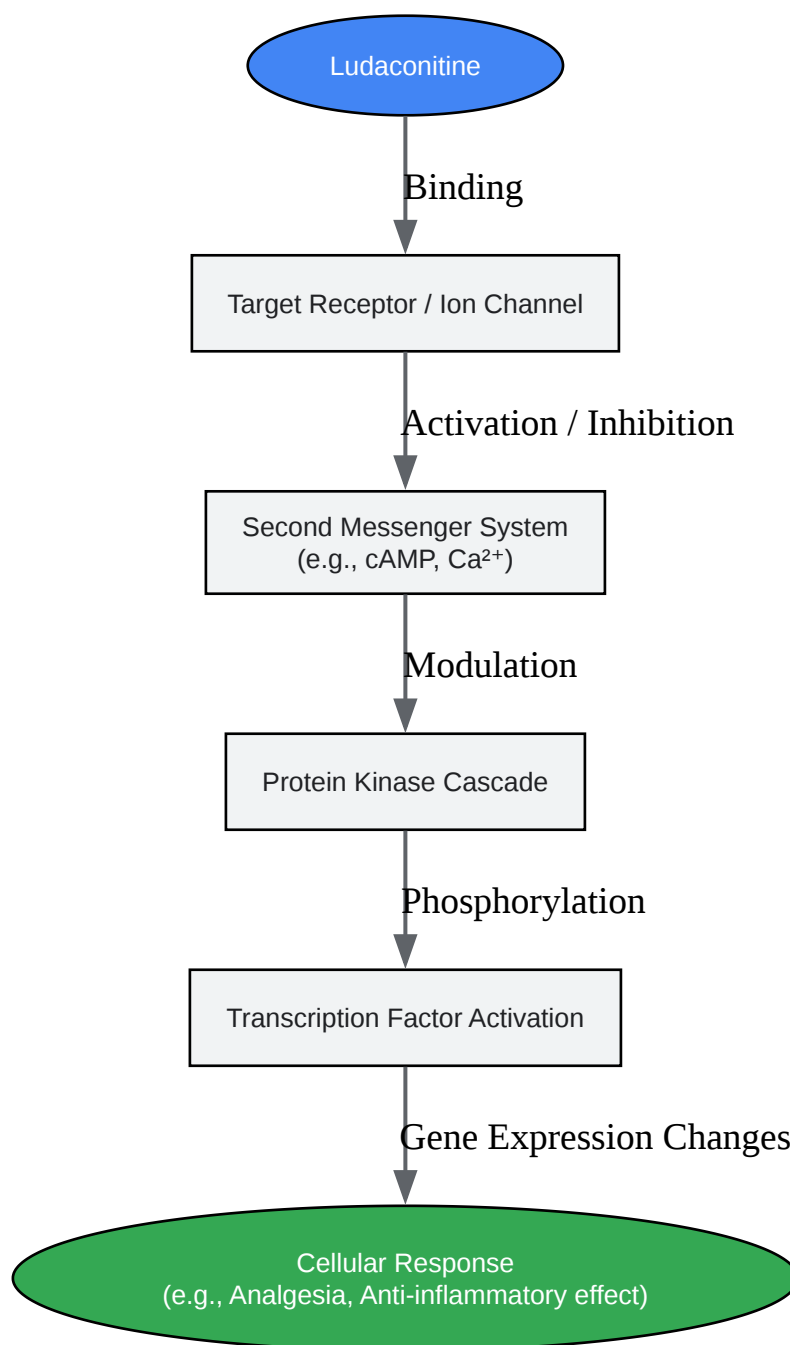 Ludaconitine
Binding
Target Receptor / Ion Channel
Activation / Inhibition
Second Messenger System
(e.g., cAMP, Ca²⁺)
Modulation
Protein Kinase Cascade
Phosphorylation
Transcription Factor Activation
Gene Expression Changes
Cellular Response
(e.g., Analgesia, Anti-inflammatory effect)